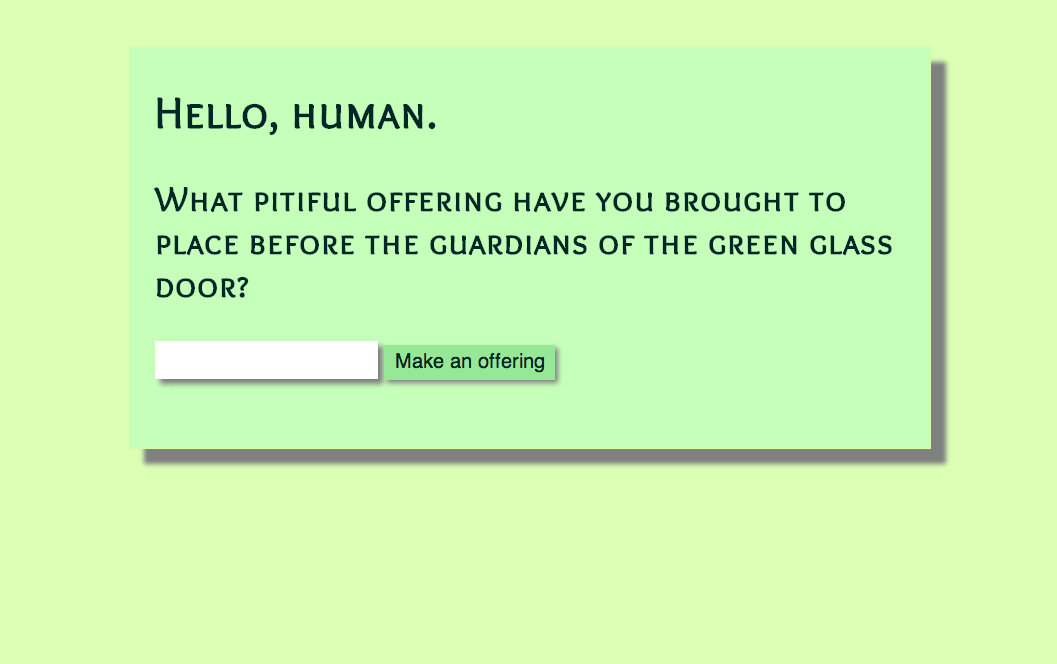 Hello, human.
What pitiful offering have you brought to
place before the guardians of the green glass
door?
Make an offering